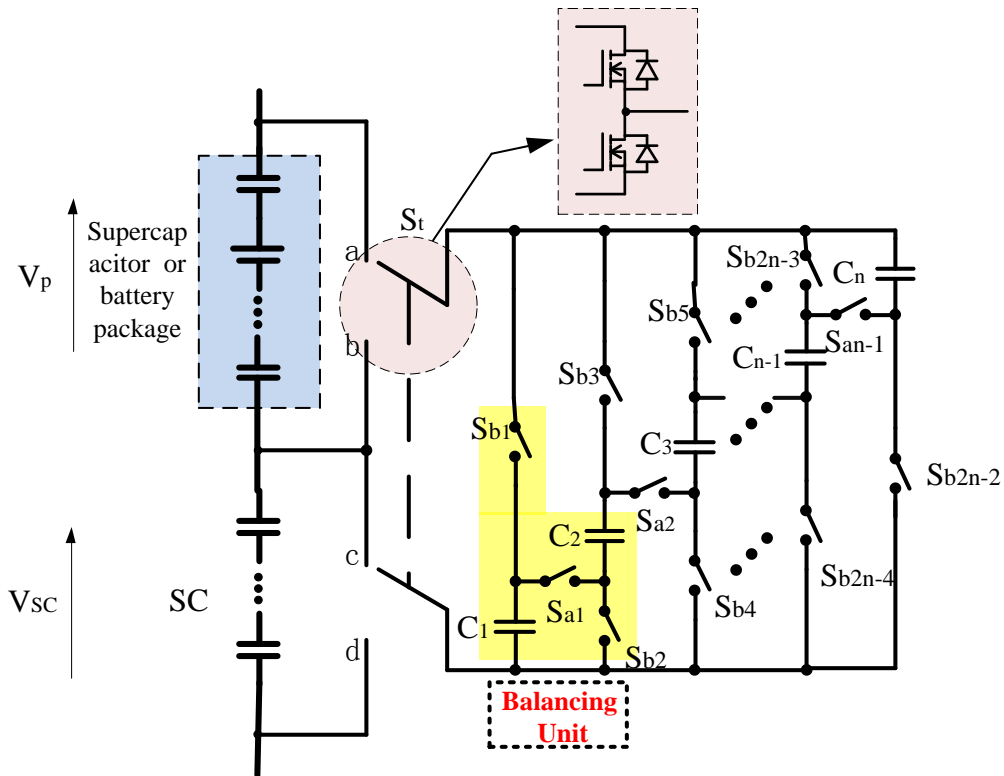 St
a
b
c
d
Vp
Supercap
acitor or
battery
package
VSC
SC
Sb1
Sb3
Sb5
Sb2n-3
Cn
San-1
Cn-1
C3
Sa2
C2
Sa1
C1
Sb2
Sb4
Sb2n-4
Sb2n-2
Balancing
Unit